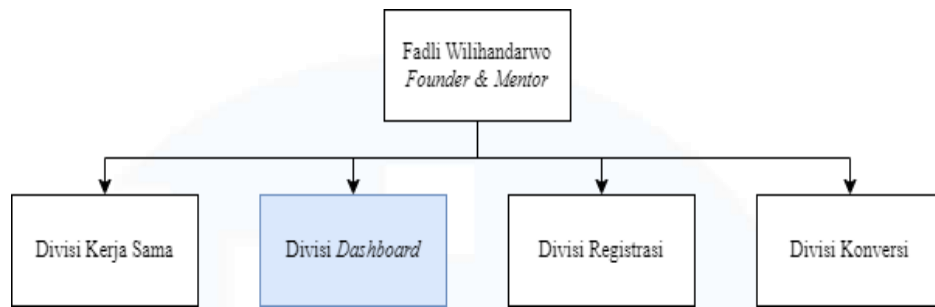 Fadli Wilihandarwo
Founder & Mentor
Divisi Kerja Sama
Divisi Dashboard
Divisi Registrasi
Divisi Konversi